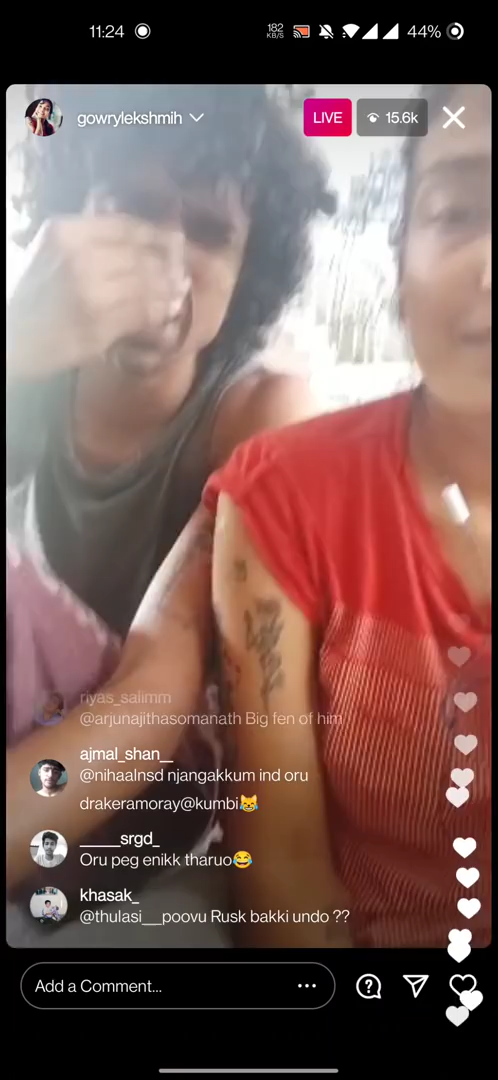 11:24
182
KB/S
44%
gowrylekshmih
LIVE
15.6k
riyas_salimm
@arjunajithasomanath Big fen of him
ajmal_shan__
@nihaalnsd njangakkum ind oru
drakeramoray@kumbi😹
_____srgd_
Oru peg enikk tharuo😂
khasak_
@thulasi__poovu Rusk bakki undo ??
Add a Comment...